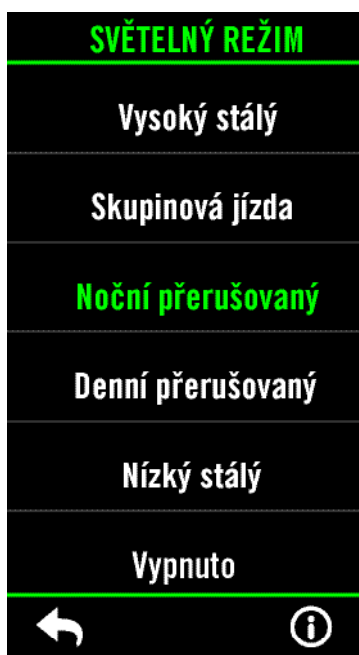 SVĚTELNÝ REŽIM
Vysoký stálý
Skupinová jízda
Noční přerušovaný
Denní přerušovaný
Nízký stálý
Vypnuto